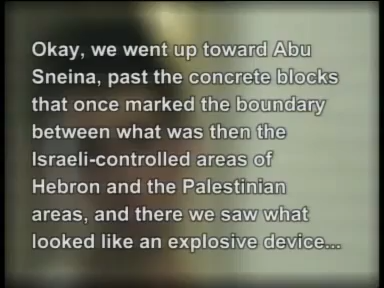 Okay, we went up toward Abu
Sneina, past the concrete blocks
that once marked the boundary
between what was then the
Israeli-controlled areas of
Hebron and the Palestinian
areas, and there we saw what
looked like an explosive device...